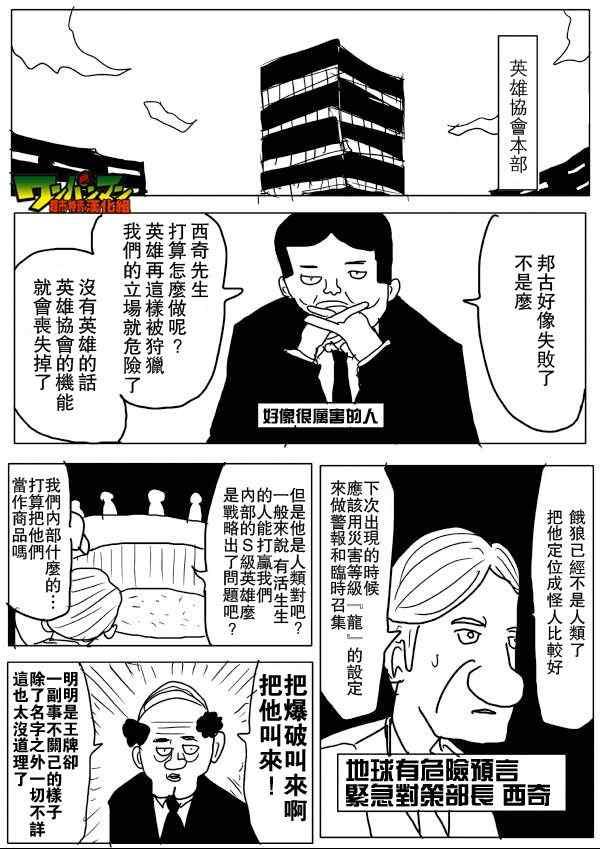 英雄協會本部
ワンパンマン
邦古好像失敗了
不是麼
西奇先生
打算怎麼做呢？
英雄再這樣被狩獵
我們的立場就危險了
沒有英雄的話
英雄協會的機能
就會喪失掉了
好像很厲害的人
餓狼已經不是人類了
把他定位成怪人比較好
下次出現的時候
應該用災害等級『龍』的設定
來做警報和臨時召集
地球有危險預言
緊急對策部長 西奇
但是他是人類對吧？
一般來說，有活生生
的人能打贏我們
內部的S級英雄麼
是戰略出了問題吧？
我們內部什麼的…
打算把他們
當作商品嗎
把爆破叫來啊
把他叫來！
明明是王牌卻
一副事不關己的樣子
除了名字之外一切不詳
這也太沒道理了